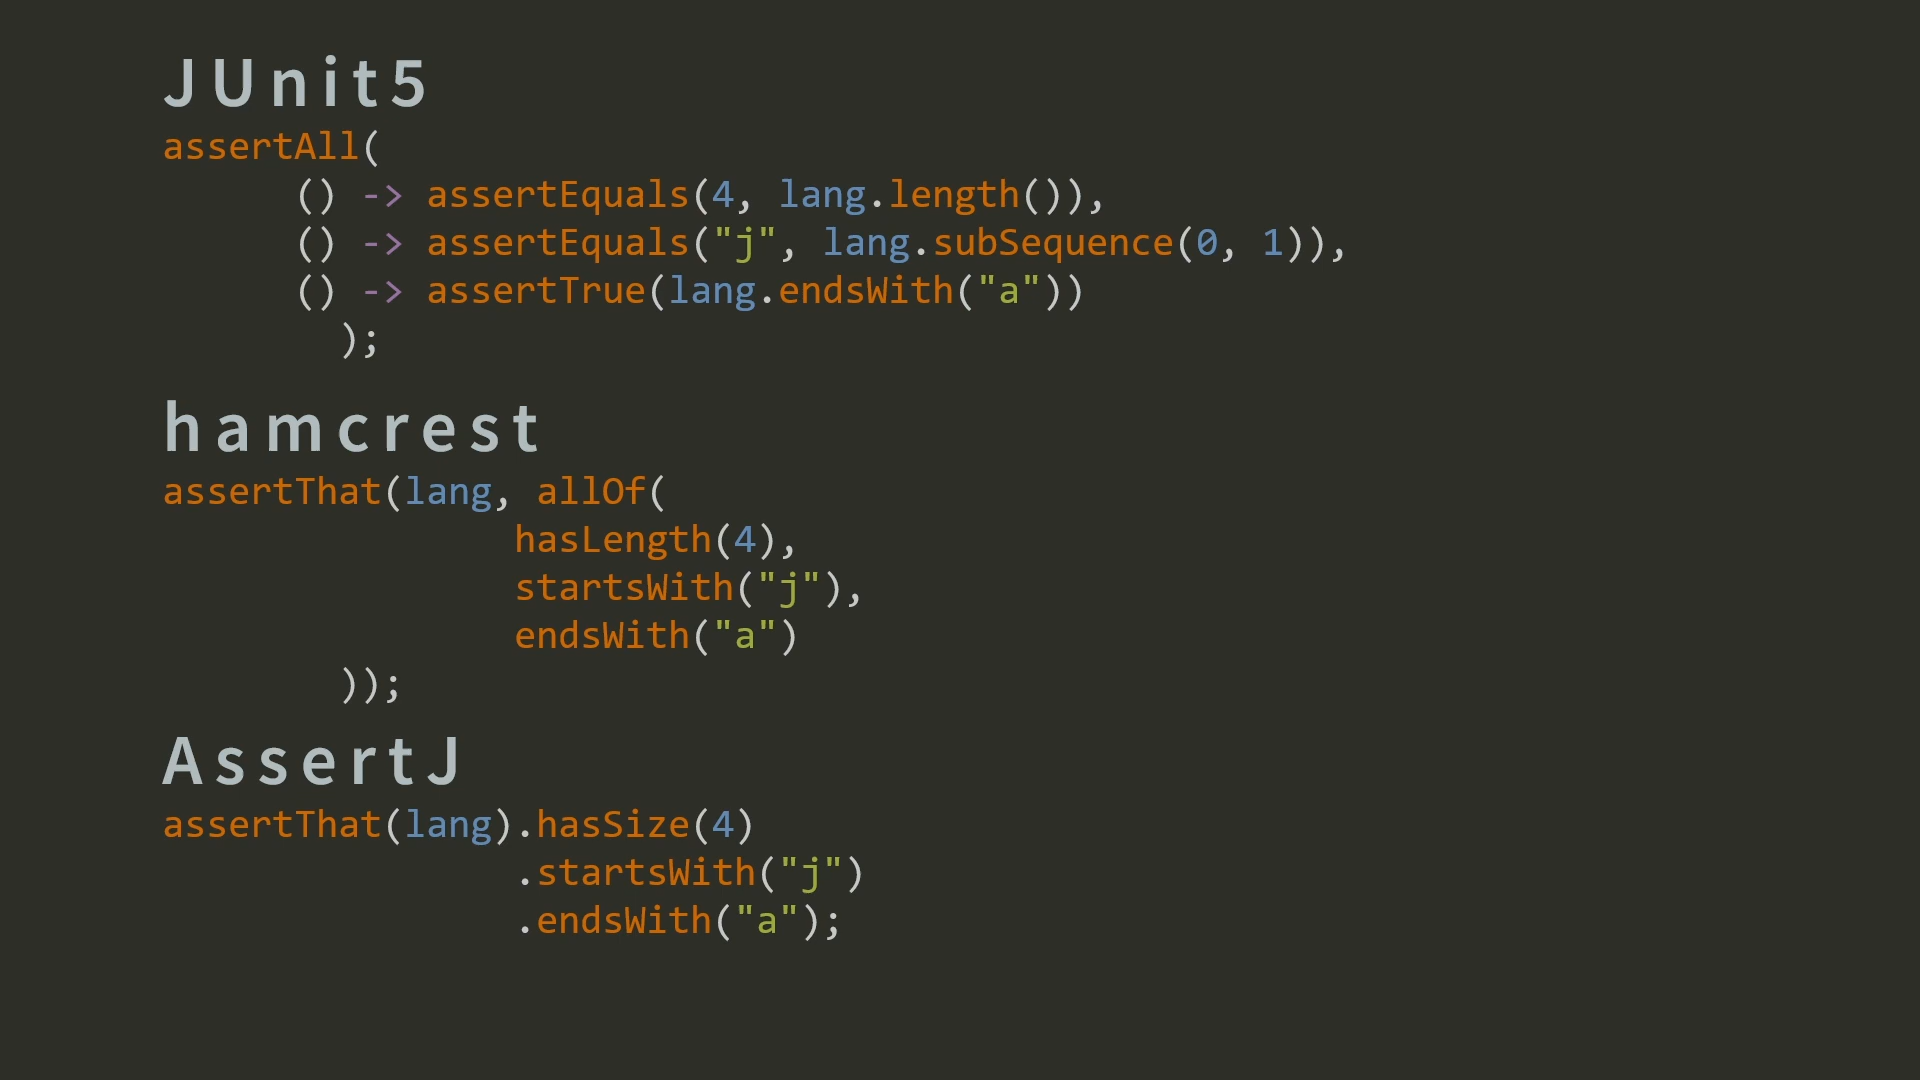 JUnit5
assertAll(
() -> assertEquals(4, lang.length()),
() -> assertEquals("j", lang.subSequence(0, 1)),
() -> assertTrue(lang.endsWith("a"))
);
hamcrest
assertThat(lang, allOf(
hasLength(4),
startsWith("j"),
endsWith("a")
));
AssertJ
assertThat(lang).hasSize(4)
.startsWith("j")
.endsWith("a");